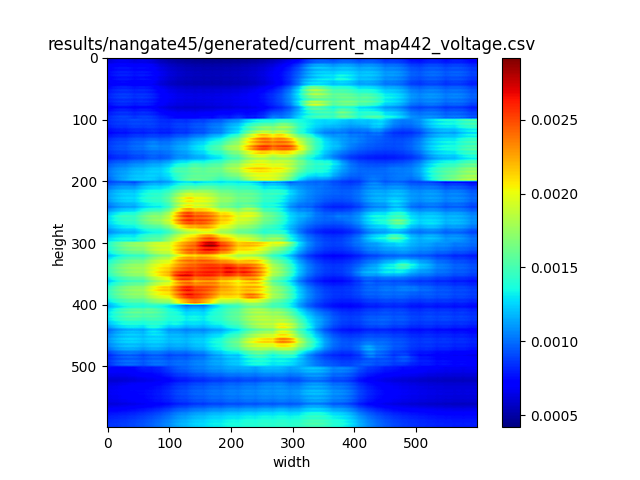 results/nangate45/generated/current_map442_voltage.csv
0
100
200
300
400
500
height
0 100 200 300 400 500
width
0.0025
0.0020
0.0015
0.0010
0.0005